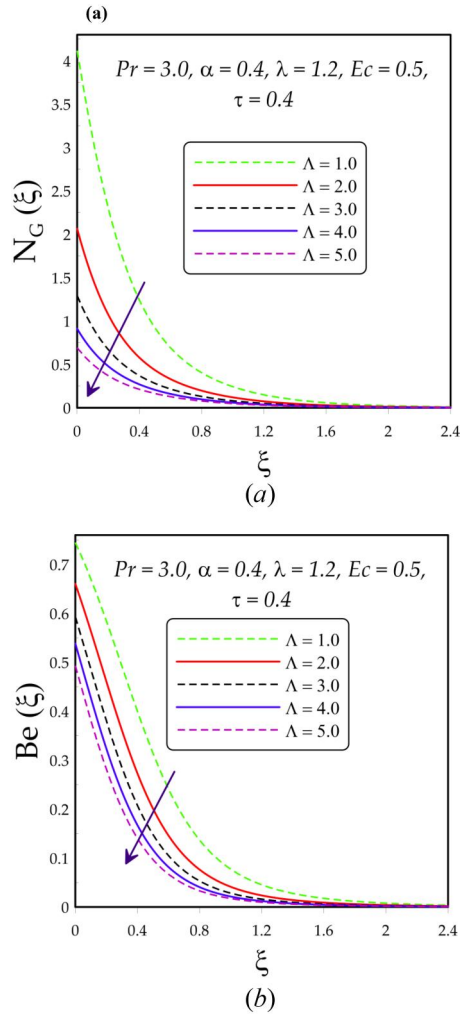 (a)
Pr = 3.0, α = 0.4, λ = 1.2, Ec = 0.5,
τ = 0.4
Λ = 1.0
Λ = 2.0
Λ = 3.0
Λ = 4.0
Λ = 5.0
N_G (ξ)
4
3.5
3
2.5
2
1.5
1
0.5
0
0 0.4 0.8 1.2 1.6 2 2.4
ξ
(a)
Pr = 3.0, α = 0.4, λ = 1.2, Ec = 0.5,
τ = 0.4
Λ = 1.0
Λ = 2.0
Λ = 3.0
Λ = 4.0
Λ = 5.0
Be (ξ)
0.7
0.6
0.5
0.4
0.3
0.2
0.1
0
0 0.4 0.8 1.2 1.6 2 2.4
ξ
(b)